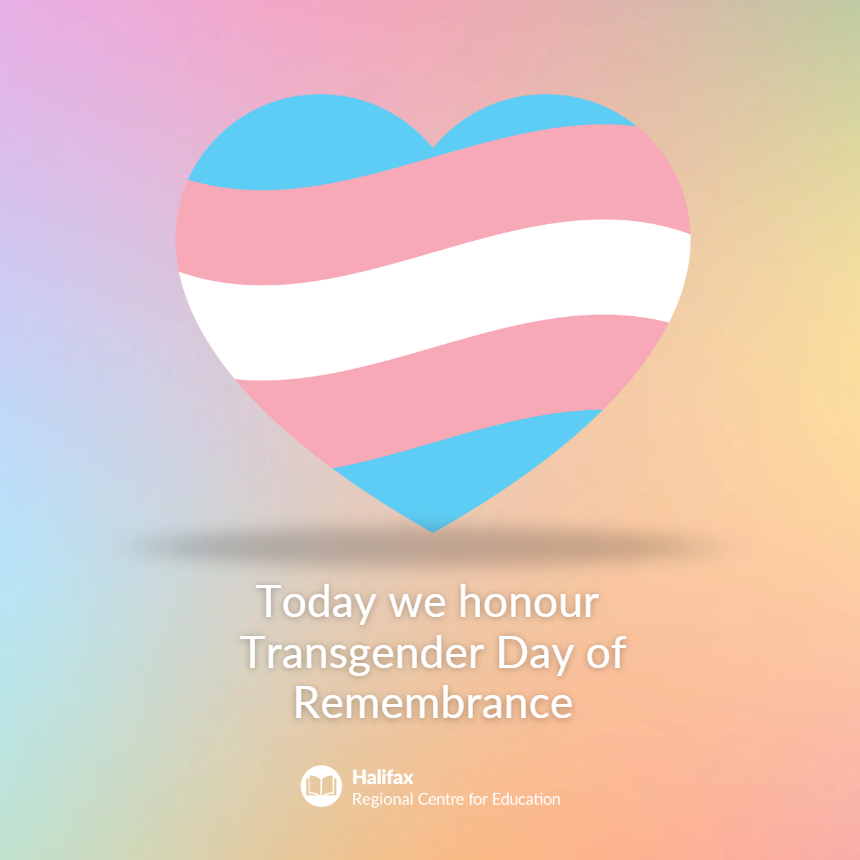 Today we honour
Transgender Day of
Remembrance
Halifax
Regional Centre for Education